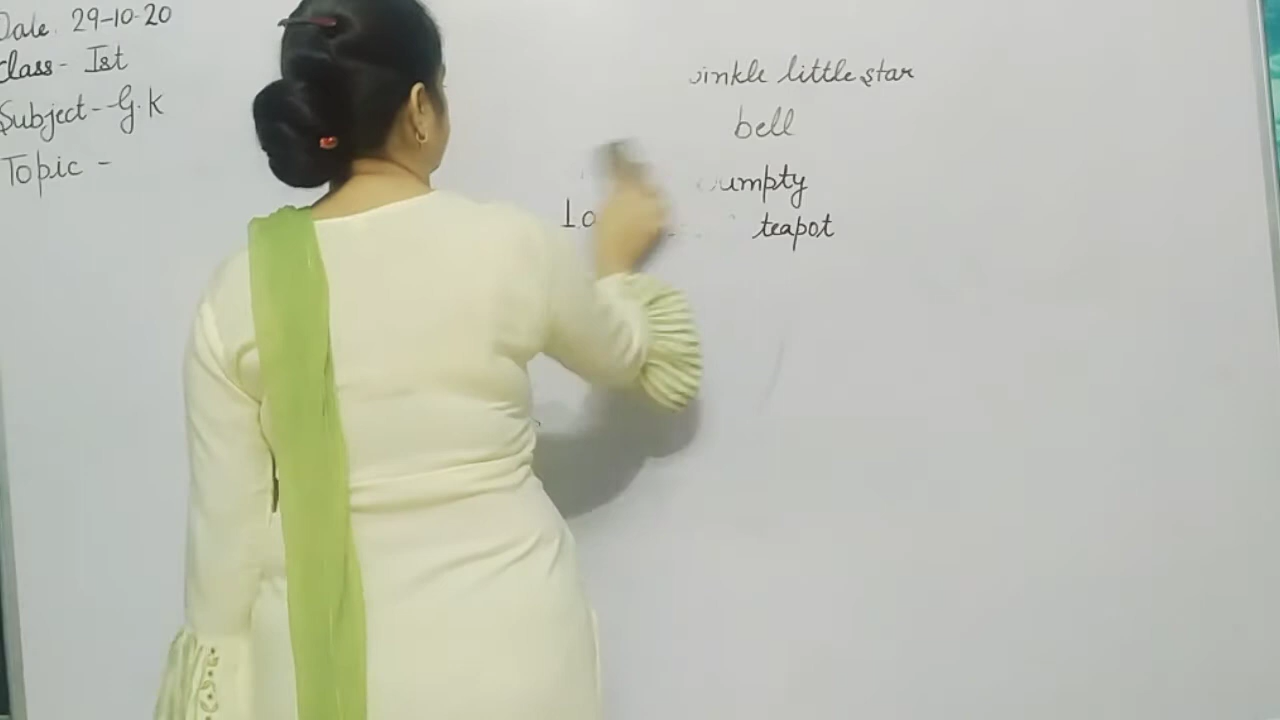 Date. 29-10-20
Class- Ist
Subject--G.K
Topic -
inkle little star
bell
umpty
teapot